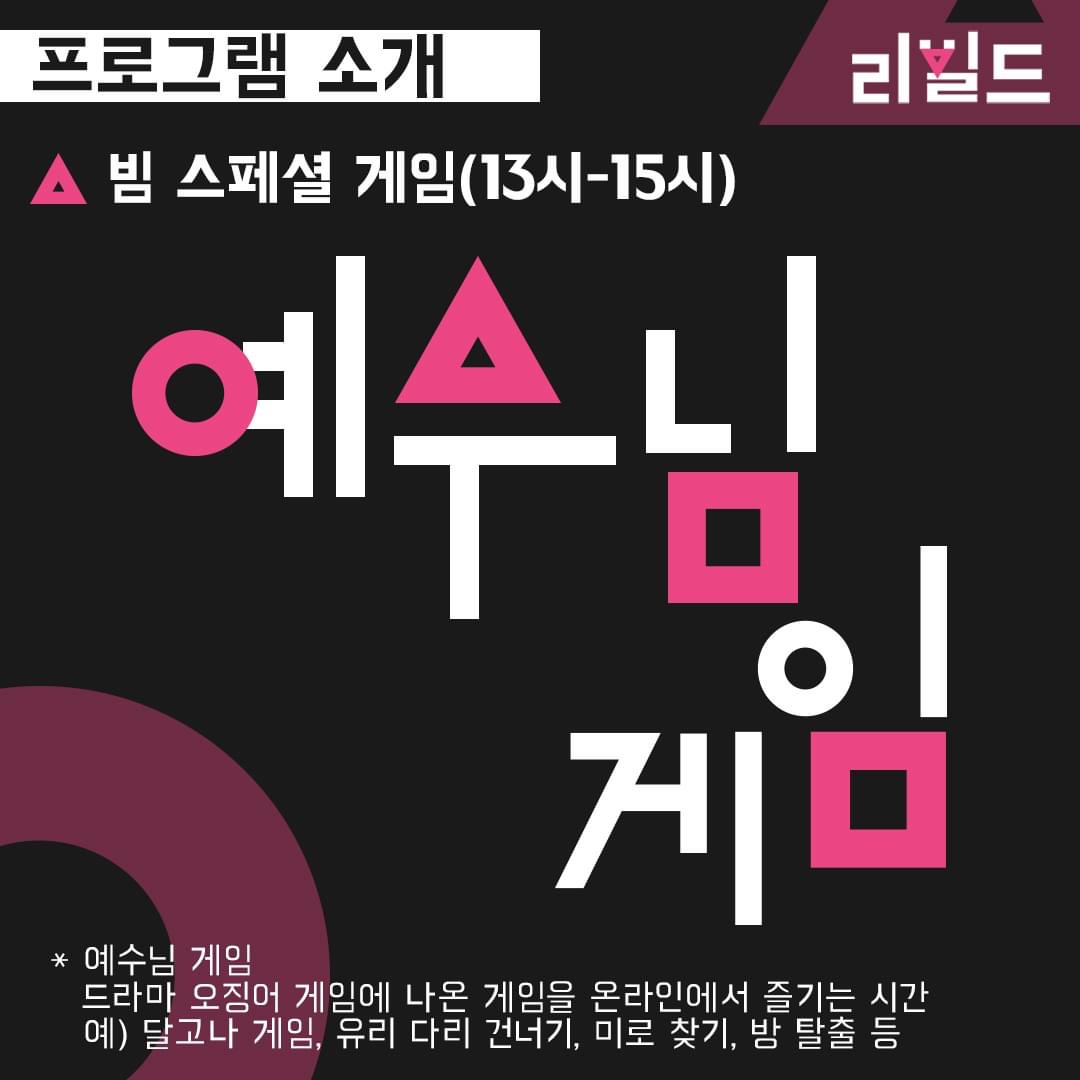 프로그램 소개
리빌드
빔 스페셜 게임(13시-15시)
예수님
게임
* 예수님 게임
드라마 오징어 게임에 나온 게임을 온라인에서 즐기는 시간
예) 달고나 게임, 유리 다리 건너기, 미로 찾기, 방 탈출 등